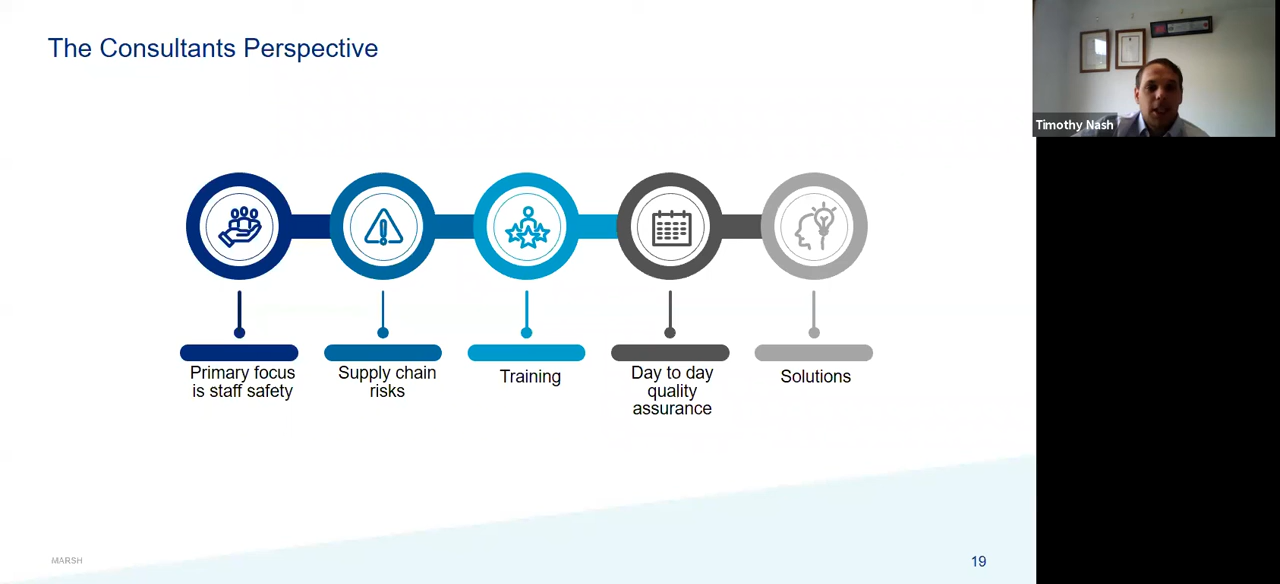 The Consultants Perspective
Timothy Nash
Primary focus
is staff safety
Supply chain
risks
Training
Day to day
quality
assurance
Solutions
MARSH
19